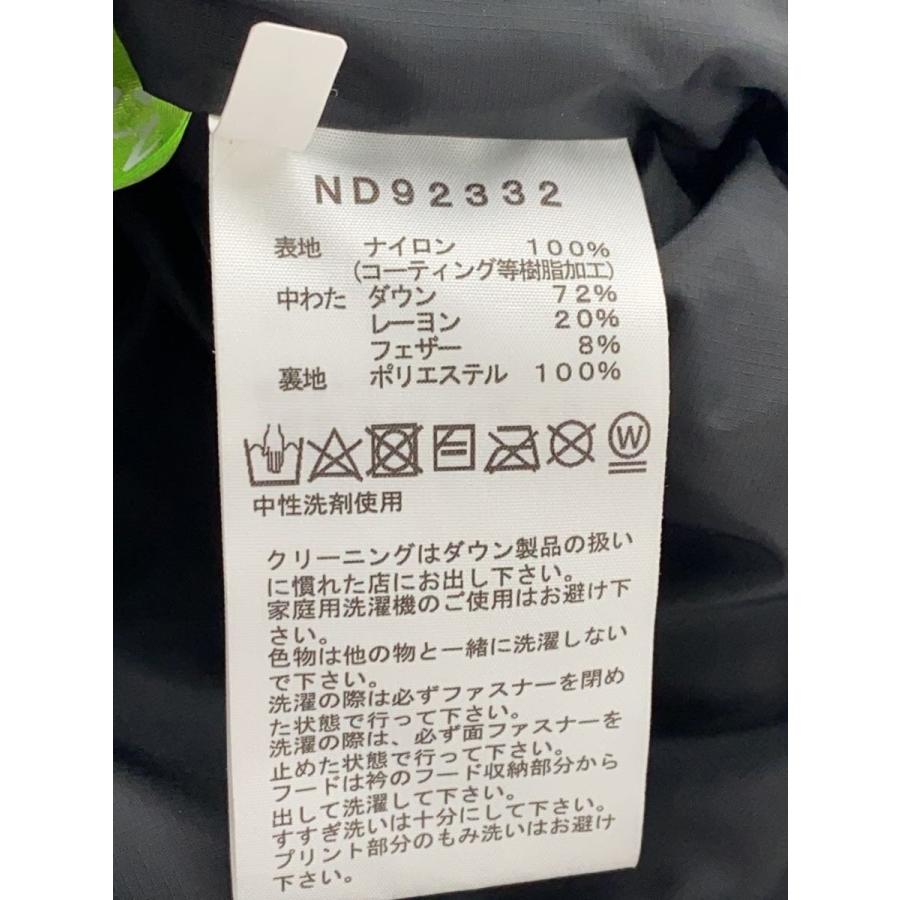 ND92332
表地 ナイロン 100%
(コーティング等樹脂加工)
中わた ダウン 72%
レーヨン 20%
フェザー 8%
裏地 ポリエステル 100%
W
中性洗剤使用
クリーニングはダウン製品の扱い
に慣れた店にお出し下さい。
家庭用洗濯機のご使用はお避け下
さい。
色物は他の物と一緒に洗濯しない
で下さい。
洗濯の際は必ずファスナーを閉め
た状態で行って下さい。
洗濯の際は、必ず面ファスナーを
止めた状態で行って下さい。
フードは衿のフード収納部分から
出して洗濯して下さい。
すすぎ洗いは十分にして下さい。
プリント部分のもみ洗いはお避け
下さい。